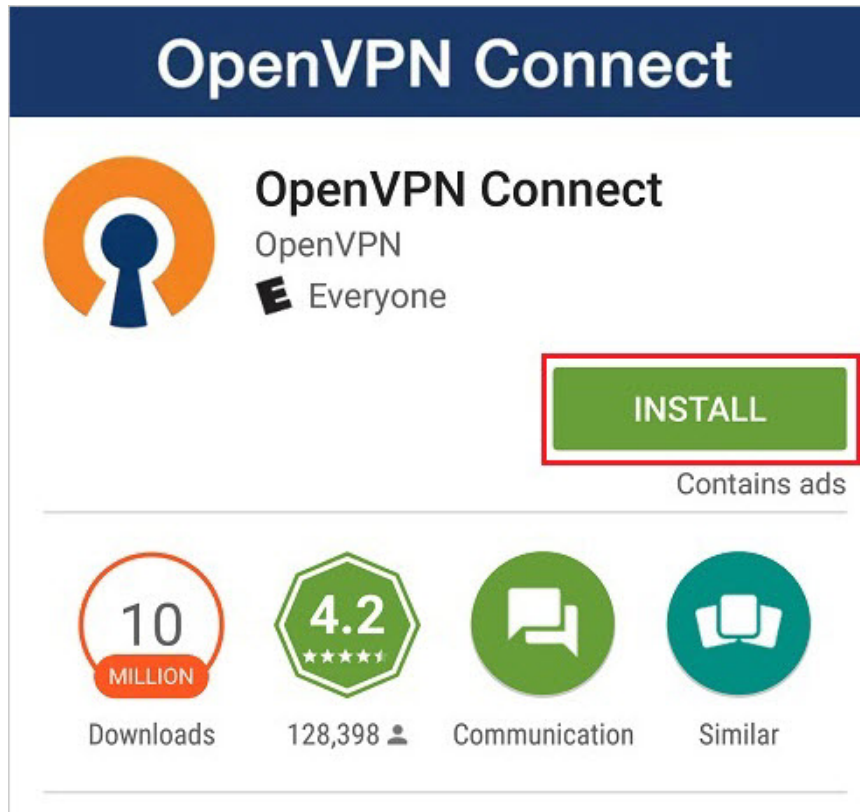 OpenVPN Connect
OpenVPN Connect
OpenVPN
E Everyone
INSTALL
Contains ads
10
MILLION
Downloads
4.2
128,398
Communication
Similar